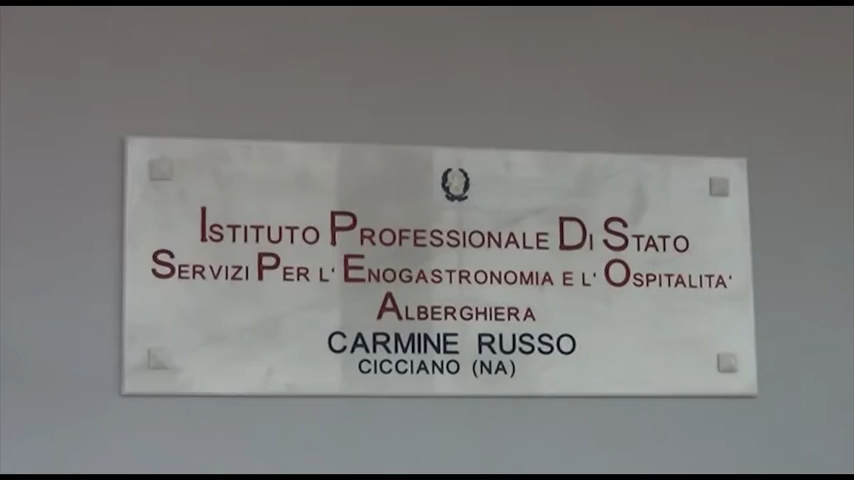 Istituto Professionale Di Stato
Servizi Per l' Enogastronomia e l' Ospitalita'
Alberghiera
CARMINE RUSSO
CICCIANO (NA)